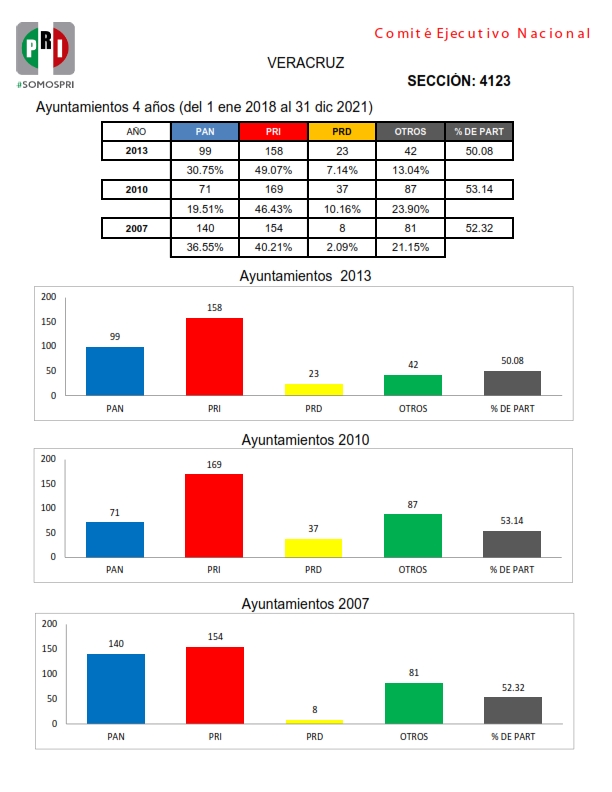 Comité Ejecutivo Nacional
PRI
#SOMOSPRI
VERACRUZ
SECCIÓN: 4123
Ayuntamientos 4 años (del 1 ene 2018 al 31 dic 2021)
AÑO PAN PRI PRD OTROS % DE PART
2013 99 158 23 42 50.08
30.75% 49.07% 7.14% 13.04%
2010 71 169 37 87 53.14
19.51% 46.43% 10.16% 23.90%
2007 140 154 8 81 52.32
36.55% 40.21% 2.09% 21.15%
Ayuntamientos 2013
200
150
100
50
0
99 158 23 42 50.08
PAN PRI PRD OTROS % DE PART
Ayuntamientos 2010
200
150
100
50
0
71 169 37 87 53.14
PAN PRI PRD OTROS % DE PART
Ayuntamientos 2007
200
150
100
50
0
140 154 8 81 52.32
PAN PRI PRD OTROS % DE PART